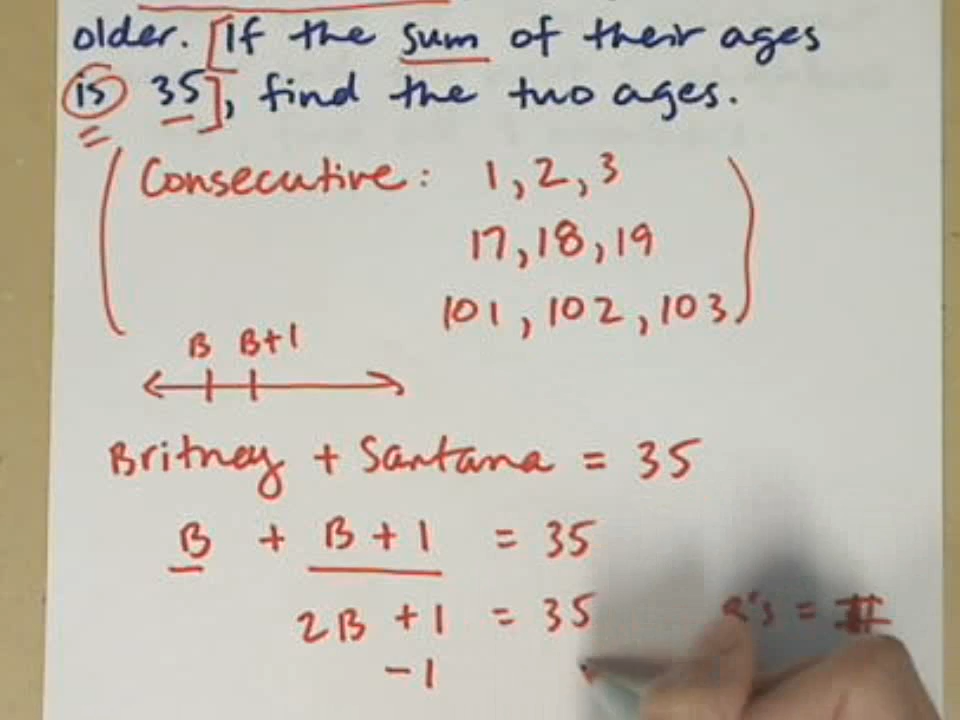 older. [If the sum of their ages
is 35], find the two ages.
(Consecutive: 1, 2, 3
17, 18, 19
101, 102, 103)
B B+1
Britney + Santana = 35
B + B + 1 = 35
2B + 1 = 35
B's = #
- 1